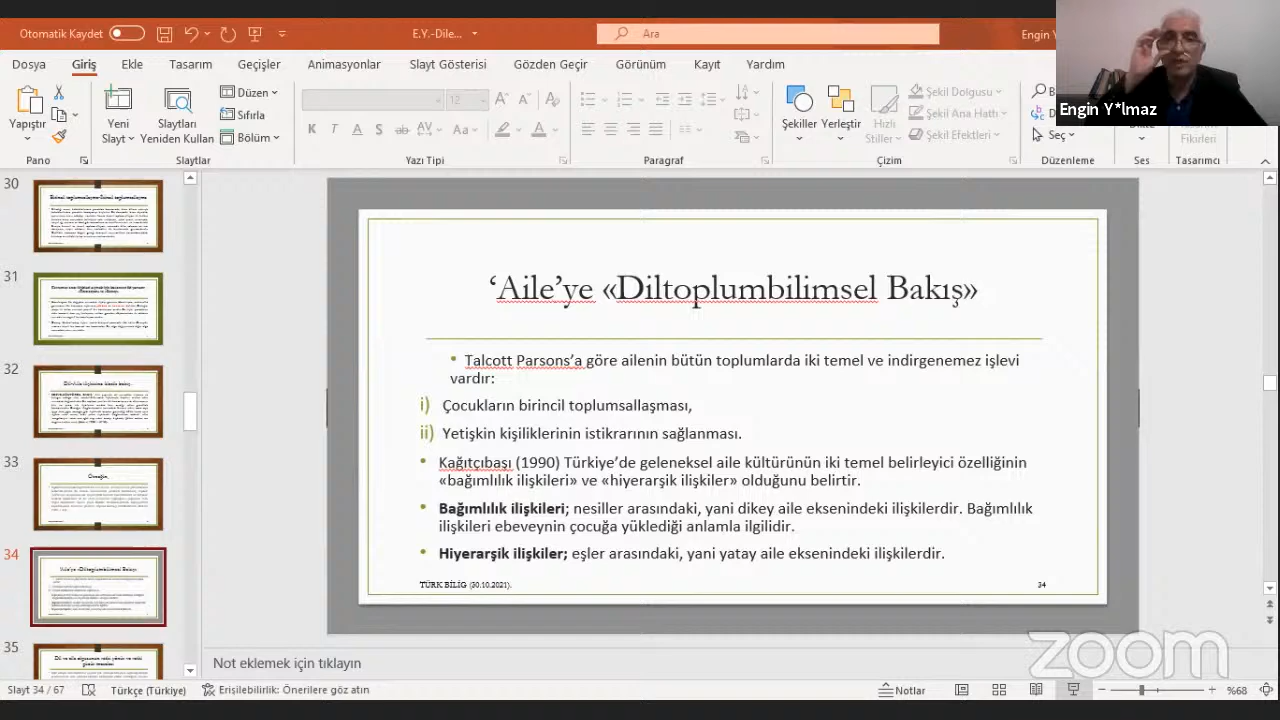 Otomatik Kaydet
E.Y.-Dile...
Ara
Engin Y
Dosya Giriş Ekle Tasarım Geçişler Animasyonlar Slayt Gösterisi Gözden Geçir Görünüm Kayıt Yardım
Engin Y*lmaz
Yapıştır
Yeni
Slayt
Slaytları
Yeniden Kullan
Düzen
Sıfırla
Bölüm
12
K T A S ab AV Aa
Şekiller
Yerleştir
Hızlı
Stiller
Şekil Dolgusu
Şekil Ana Hattı
Şekil Efektleri
Seç
Fikirleri
Pano Slaytlar Yazı Tipi Paragraf Çizim Düzenleme Ses Tasarımcı
30
31
32
33
34
35
‘Aile’ye «Diltoplumbilimsel Bakış»
• Talcott Parsons’a göre ailenin bütün toplumlarda iki temel ve indirgenemez işlevi
vardır:
i) Çocukların birincil toplumsallaşması,
ii) Yetişkin kişiliklerinin istikrarının sağlanması.
• Kağıtçıbaşı (1990) Türkiye’de geleneksel aile kültürünün iki temel belirleyici özelliğinin
«bağımlılık ilişkileri» ve «hiyerarşik ilişkiler» olduğunu belirtir.
• Bağımlılık ilişkileri; nesiller arasındaki, yani dikey aile eksenindeki ilişkilerdir. Bağımlılık
ilişkileri ebeveynin çocuğa yüklediği anlamla ilgilidir.
• Hiyerarşik ilişkiler; eşler arasındaki, yani yatay aile eksenindeki ilişkilerdir.
TÜRK BİLİG (30.10.2021).
34
zoom
Not eklemek için tıklayın
Slayt 34 / 67
Türkçe (Türkiye)
Erişilebilirlik: Önerilere göz atın
Notlar
%68